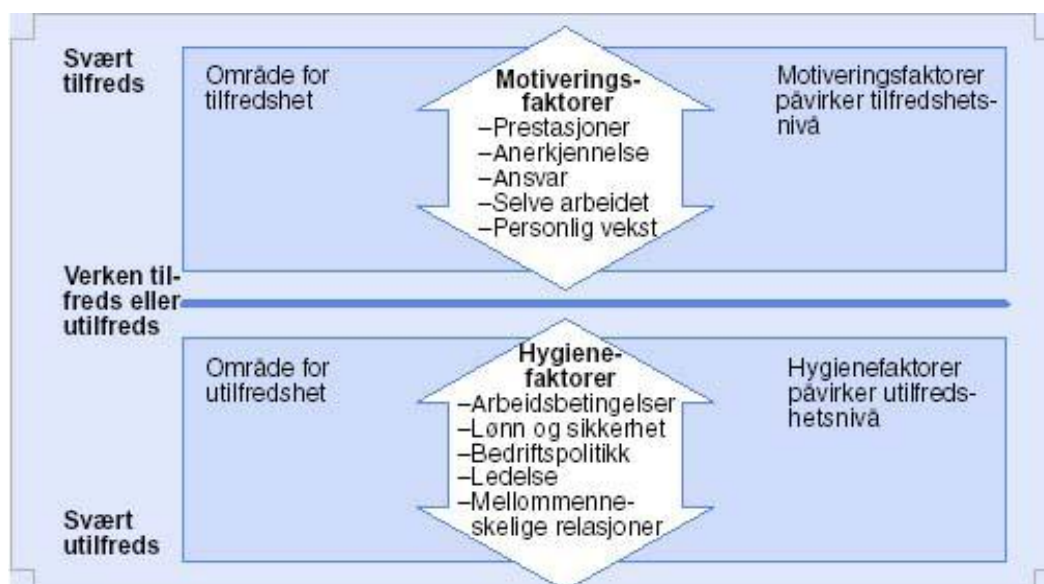 Svært
tilfreds
Område for
tilfredshet
Motiverings-
faktorer
–Prestasjoner
–Anerkjennelse
–Ansvar
–Selve arbeidet
–Personlig vekst
Motiveringsfaktorer
påvirker tilfredshets-
nivå
Verken til-
freds eller
utilfreds
Område for
utilfredshet
Hygiene-
faktorer
–Arbeidsbetingelser
–Lønn og sikkerhet
–Bedriftspolitikk
–Ledelse
–Mellommenne-
skelige relasjoner
Hygienefaktorer
påvirker utilfreds-
hetsnivå
Svært
utilfreds